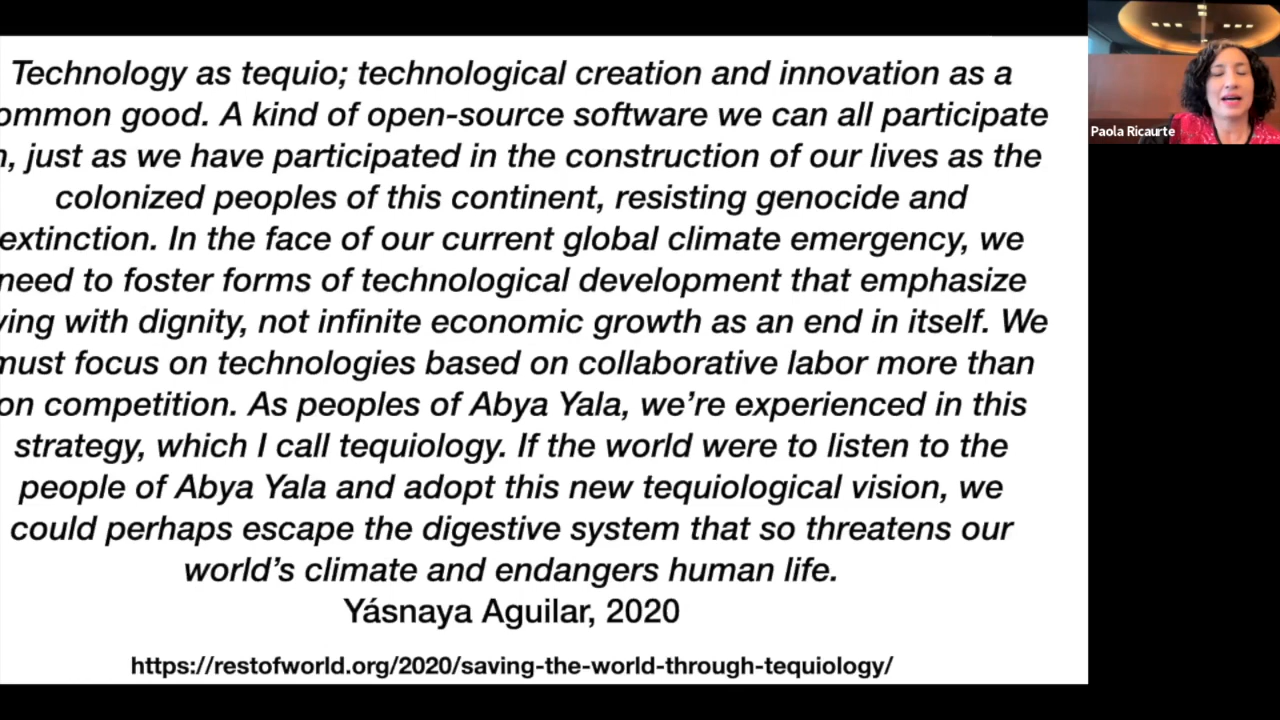 Technology as tequio; technological creation and innovation as a
ommon good. A kind of open-source software we can all participate
n, just as we have participated in the construction of our lives as the
colonized peoples of this continent, resisting genocide and
extinction. In the face of our current global climate emergency, we
need to foster forms of technological development that emphasize
ving with dignity, not infinite economic growth as an end in itself. We
must focus on technologies based on collaborative labor more than
on competition. As peoples of Abya Yala, we’re experienced in this
strategy, which I call tequiology. If the world were to listen to the
people of Abya Yala and adopt this new tequiological vision, we
could perhaps escape the digestive system that so threatens our
world’s climate and endangers human life.
Yásnaya Aguilar, 2020
https://restofworld.org/2020/saving-the-world-through-tequiology/
Paola Ricaurte